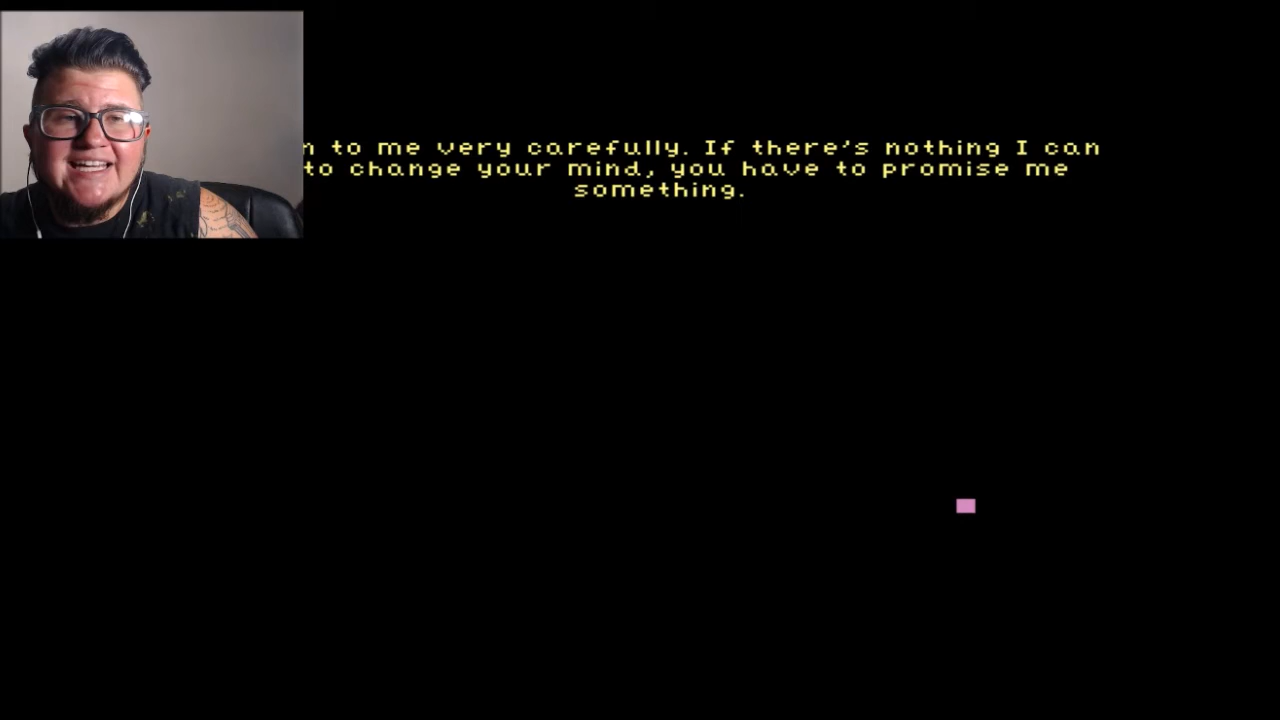 to me very carefully. If there's nothing I can
to change your mind, you have to promise me
something.